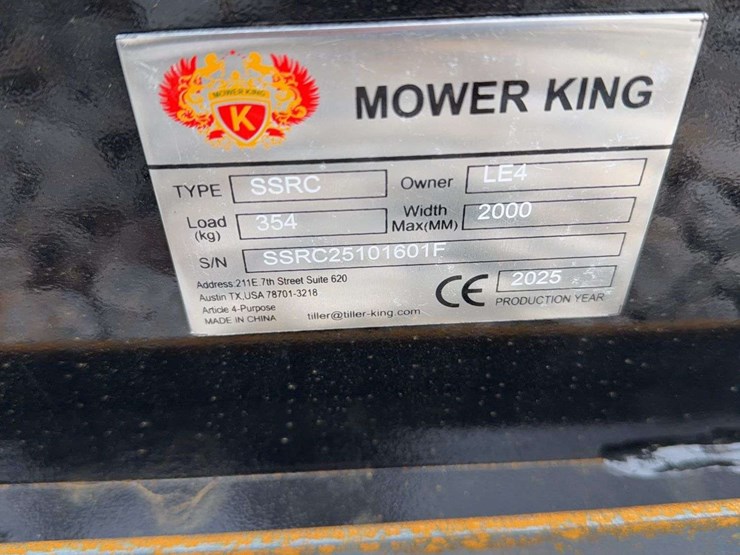 MOWER KING
K
MOWER KING
TYPE SSRC Owner LE4
Load (kg) 354 Width Max(MM) 2000
S/N SSRC25101601F
Address:211E.7th Street Suite 620
Austin TX,USA 78701-3218
Article 4-Purpose
MADE IN CHINA tiller@tiller-king.com
CE 2025
PRODUCTION YEAR